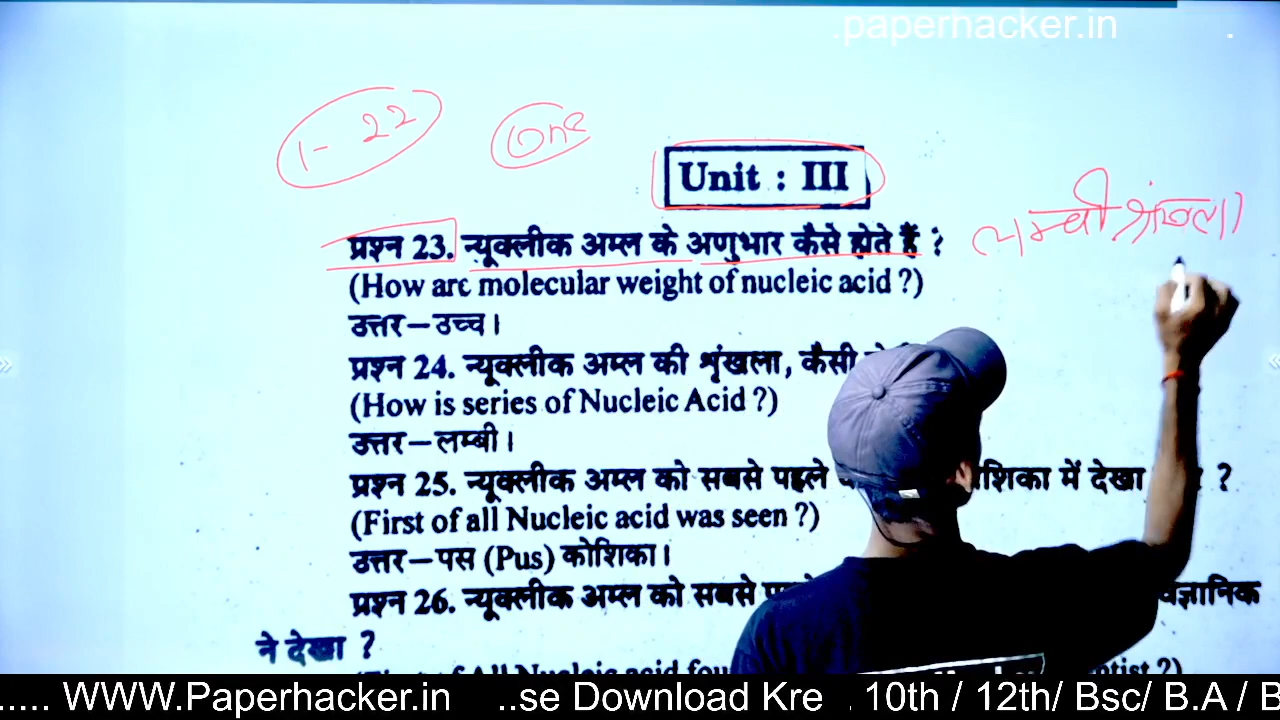 paperhacker.in
1- 22
One
Unit : III
लम्बी श्रंखला
प्रश्न 23. न्यूक्लीक अम्ल के अणुभार कैसे होते हैं ?
(How are molecular weight of nucleic acid ?)
उत्तर–उच्च।
प्रश्न 24. न्यूक्लीक अम्ल की शृंखला, कैसी
(How is series of Nucleic Acid ?)
उत्तर–लम्बी।
प्रश्न 25. न्यूक्लीक अम्ल को सबसे पहले शिका में देखा ?
(First of all Nucleic acid was seen ?)
उत्तर–पस (Pus) कोशिका।
प्रश्न 26. न्यूक्लीक अम्ल को सबसे
ने देखा ?
..... WWW.Paperhacker.in ..se Download Kre . 10th / 12th/ Bsc/ B.A / B